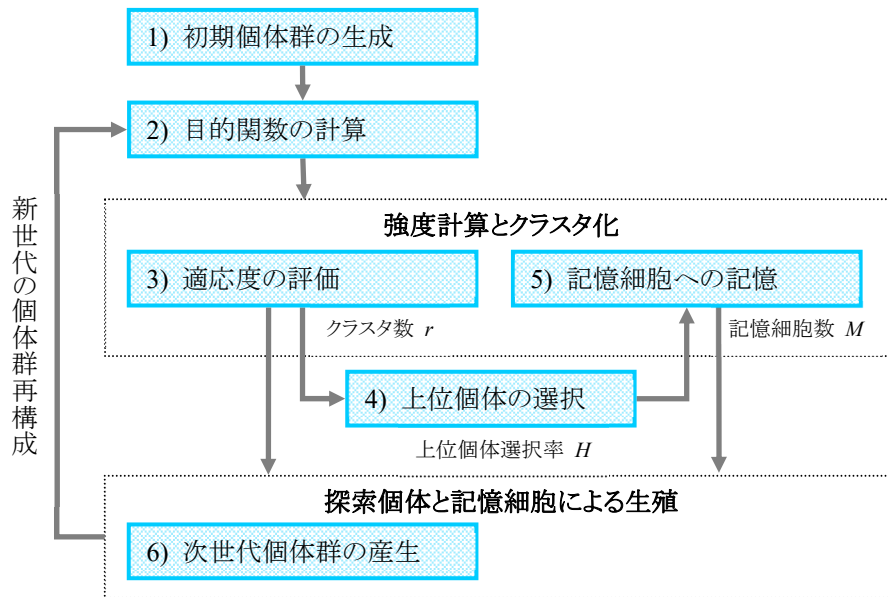 1) 初期個体群の生成
2) 目的関数の計算
新世代の個体群再構成
強度計算とクラスタ化
3) 適応度の評価
5) 記憶細胞への記憶
クラスタ数 r
記憶細胞数 M
4) 上位個体の選択
上位個体選択率 H
探索個体と記憶細胞による生殖
6) 次世代個体群の産生